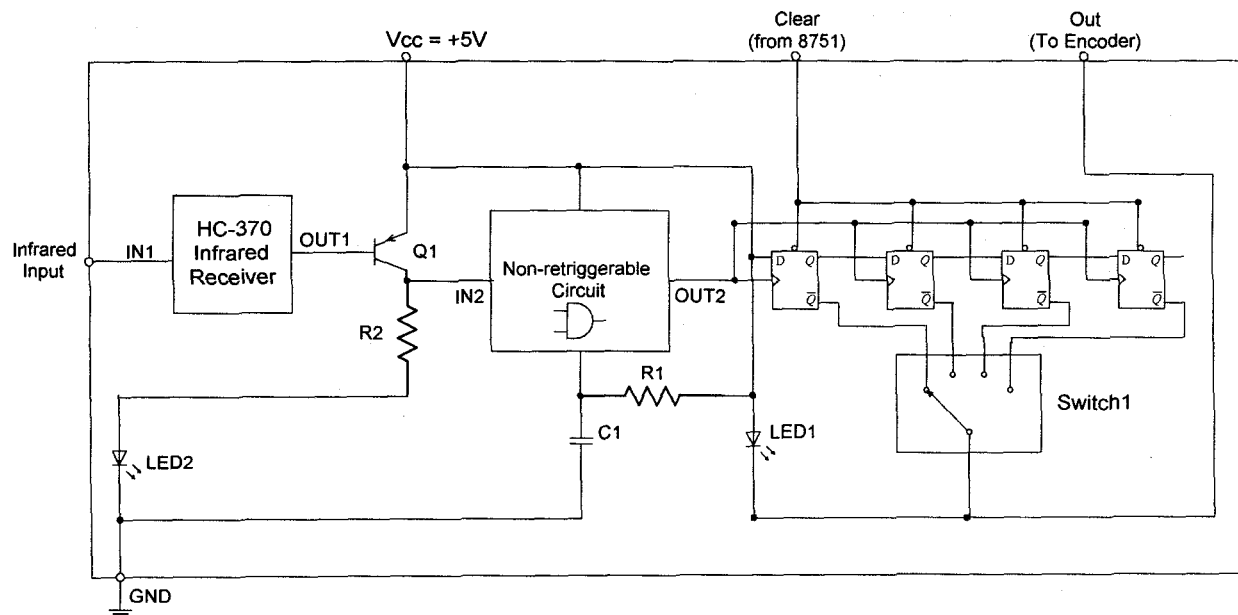 Vcc = +5V
Clear
(from 8751)
Out
(To Encoder)
Infrared
Input
IN1
HC-370
Infrared
Receiver
OUT1
Q1
IN2
Non-retriggerable
Circuit
OUT2
D Q
Q
D Q
Q
D Q
Q
D Q
Q
R2
R1
C1
LED1
Switch1
LED2
GND